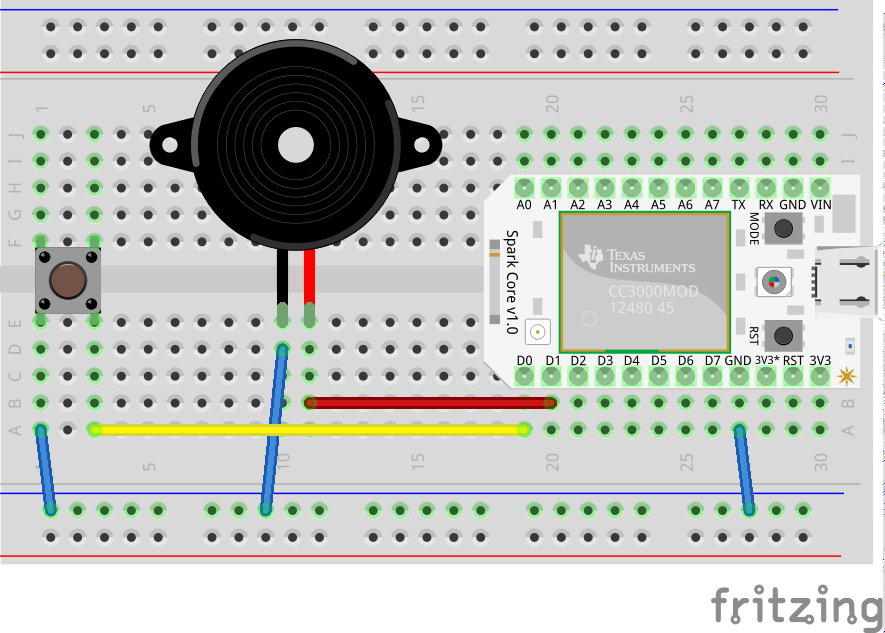 1 5 10 15 20 25 30
J
I
H
G
F
J
I
A0 A1 A2 A3 A4 A5 A6 A7 TX RX GND VIN
MODE
Spark Core v1.0
TEXAS
INSTRUMENTS
CC3000MOD
12480 45
RST
D0 D1 D2 D3 D4 D5 D6 D7 GND 3V3* RST 3V3
E
D
C
B
A
B
A
1 5 10 15 20 25 30
fritzing